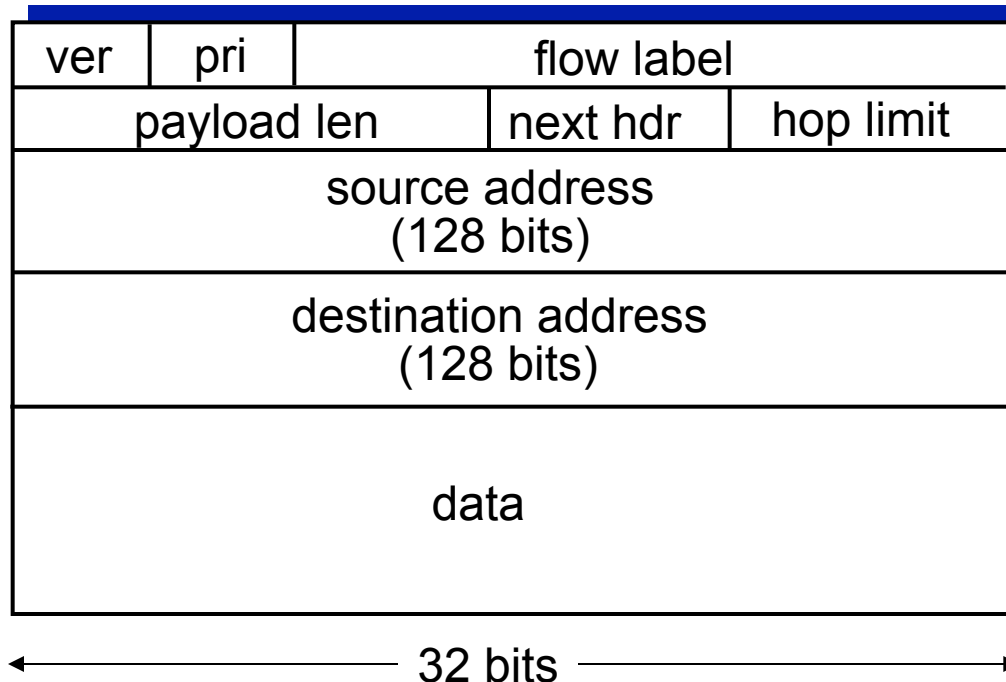 ver pri flow label
payload len next hdr hop limit
source address
(128 bits)
destination address
(128 bits)
data
32 bits